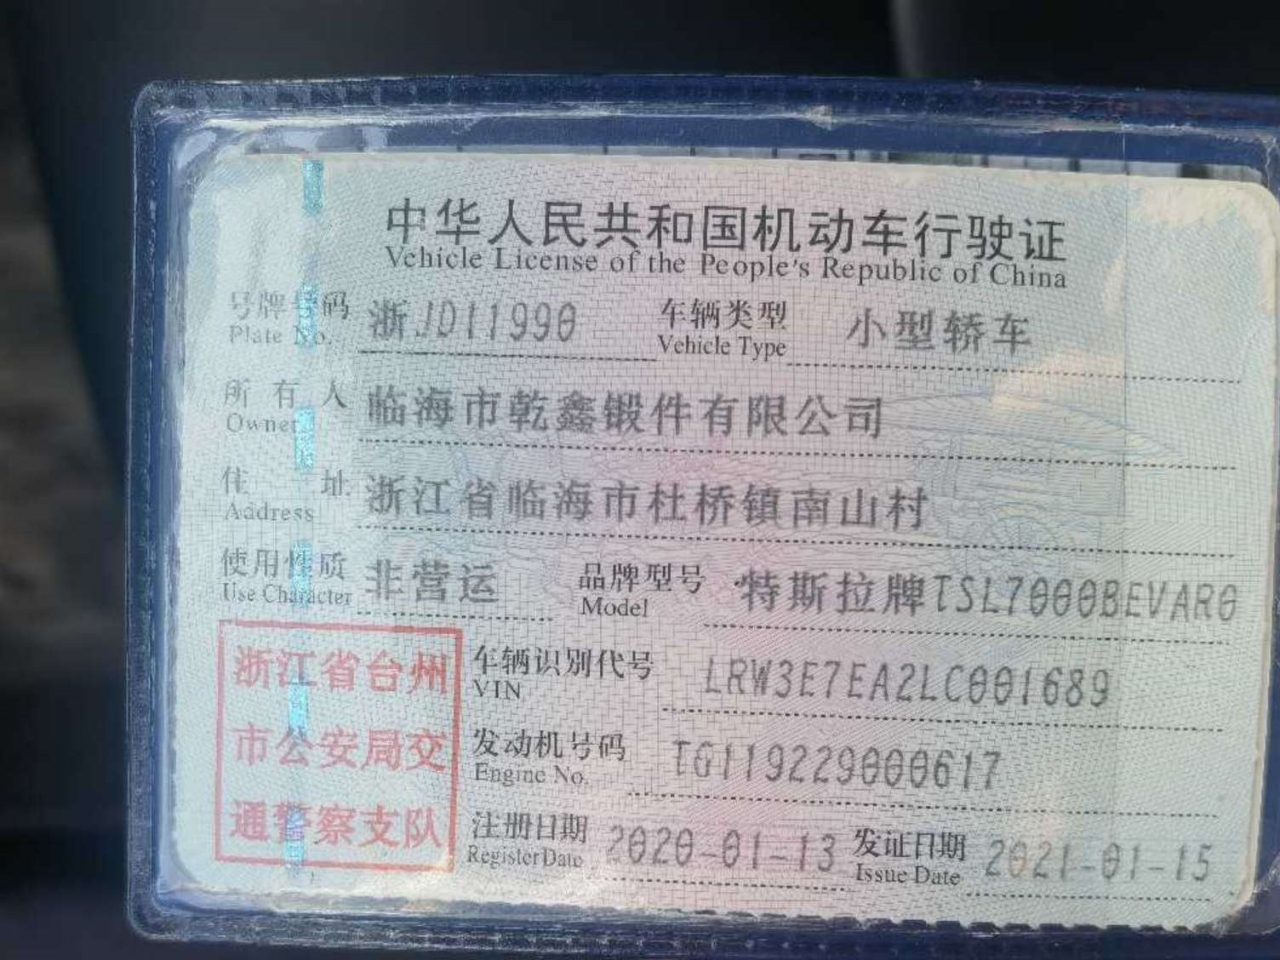 中华人民共和国机动车行驶证
Vehicle License of the People's Republic of China
号牌号码 浙JD11990 车辆类型 小型轿车
Plate No. Vehicle Type
所有人 临海市乾鑫锻件有限公司
Owner
住址 浙江省临海市杜桥镇南山村
Address
使用性质 非营运 品牌型号 特斯拉牌TSL7000BEVAR0
Use Character Model
浙江省台州
市公安局交
通警察支队
车辆识别代号 LRW3E7EA2LC001689
VIN
发动机号码 TG119229000617
Engine No.
注册日期 2020-01-13 发证日期 2021-01-15
Register Date Issue Date